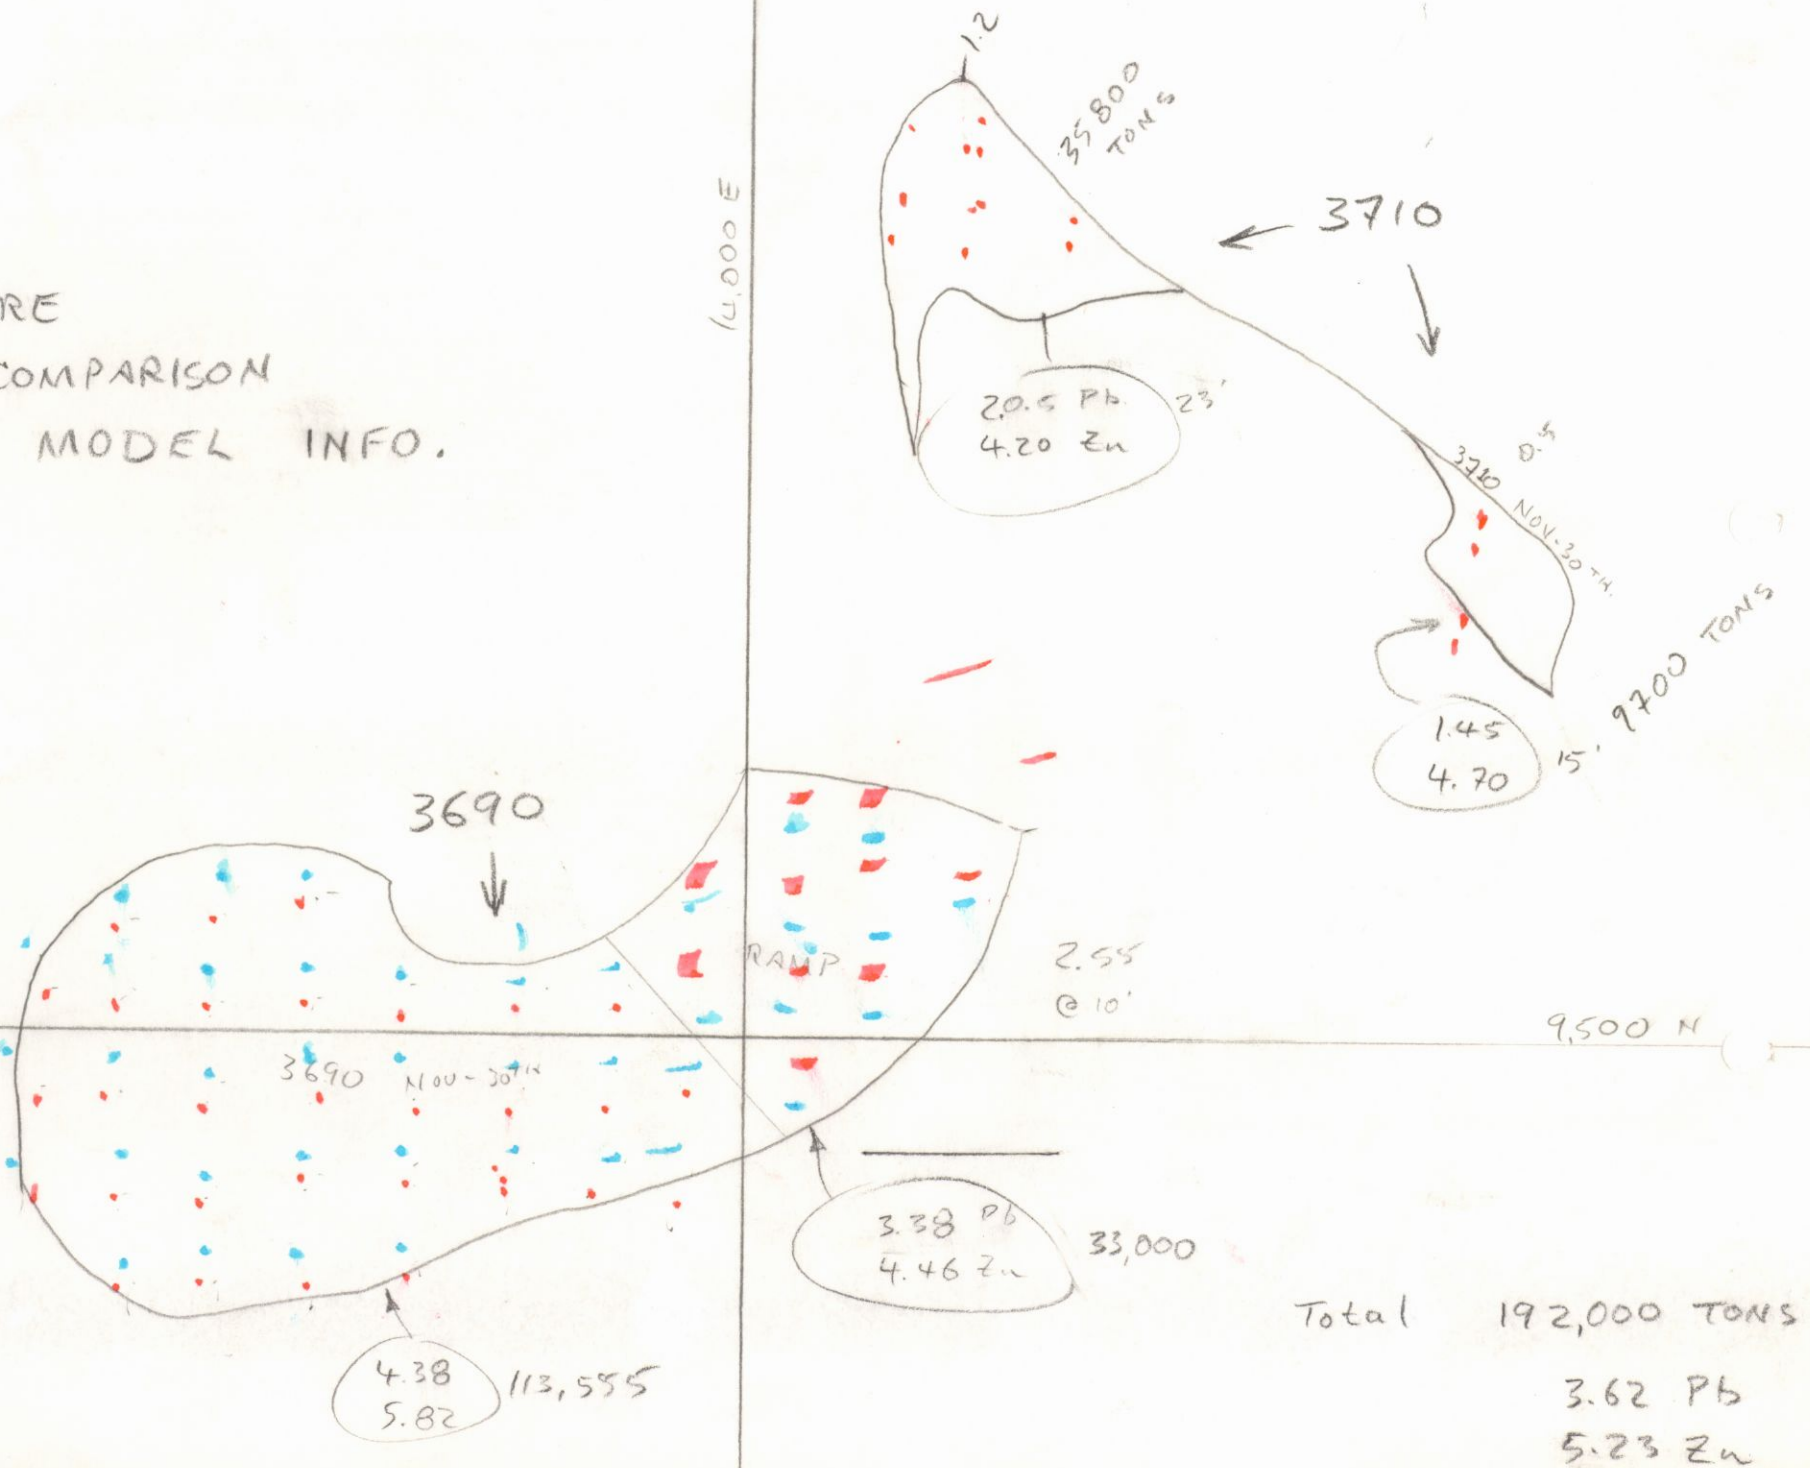 1.2
35800
TONS
3710
14,000 E
RE
COMPARISON
MODEL INFO.
2.0.5 Pb 23'
4.20 Zn
3710
NOV-30TH.
9700 TONS
1.45
4.70
15'
3690
RAMP
2.55
@ 10'
9,500 N
3690 NOV-30TH
3.38 Pb
4.46 Zn
33,000
Total 192,000 TONS
3.62 Pb
5.23 Zn
4.38
5.82
113,555